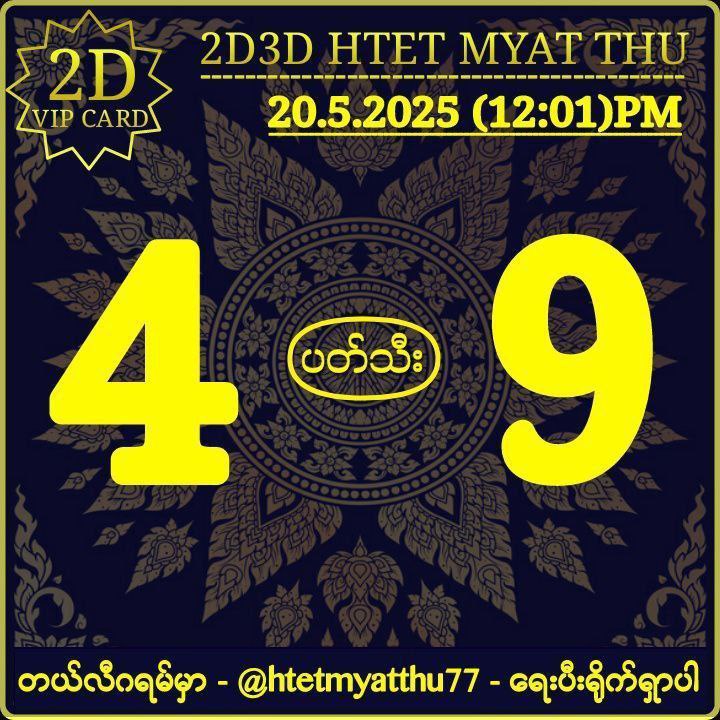 2D
VIP CARD
2D3D HTET MYAT THU
20.5.2025 (12:01)PM
4 ပတ်သီး 9
တယ်လီဂရမ်မှာ - @htetmyatthu77 - ရေးပီးရိုက်ရှာပါ